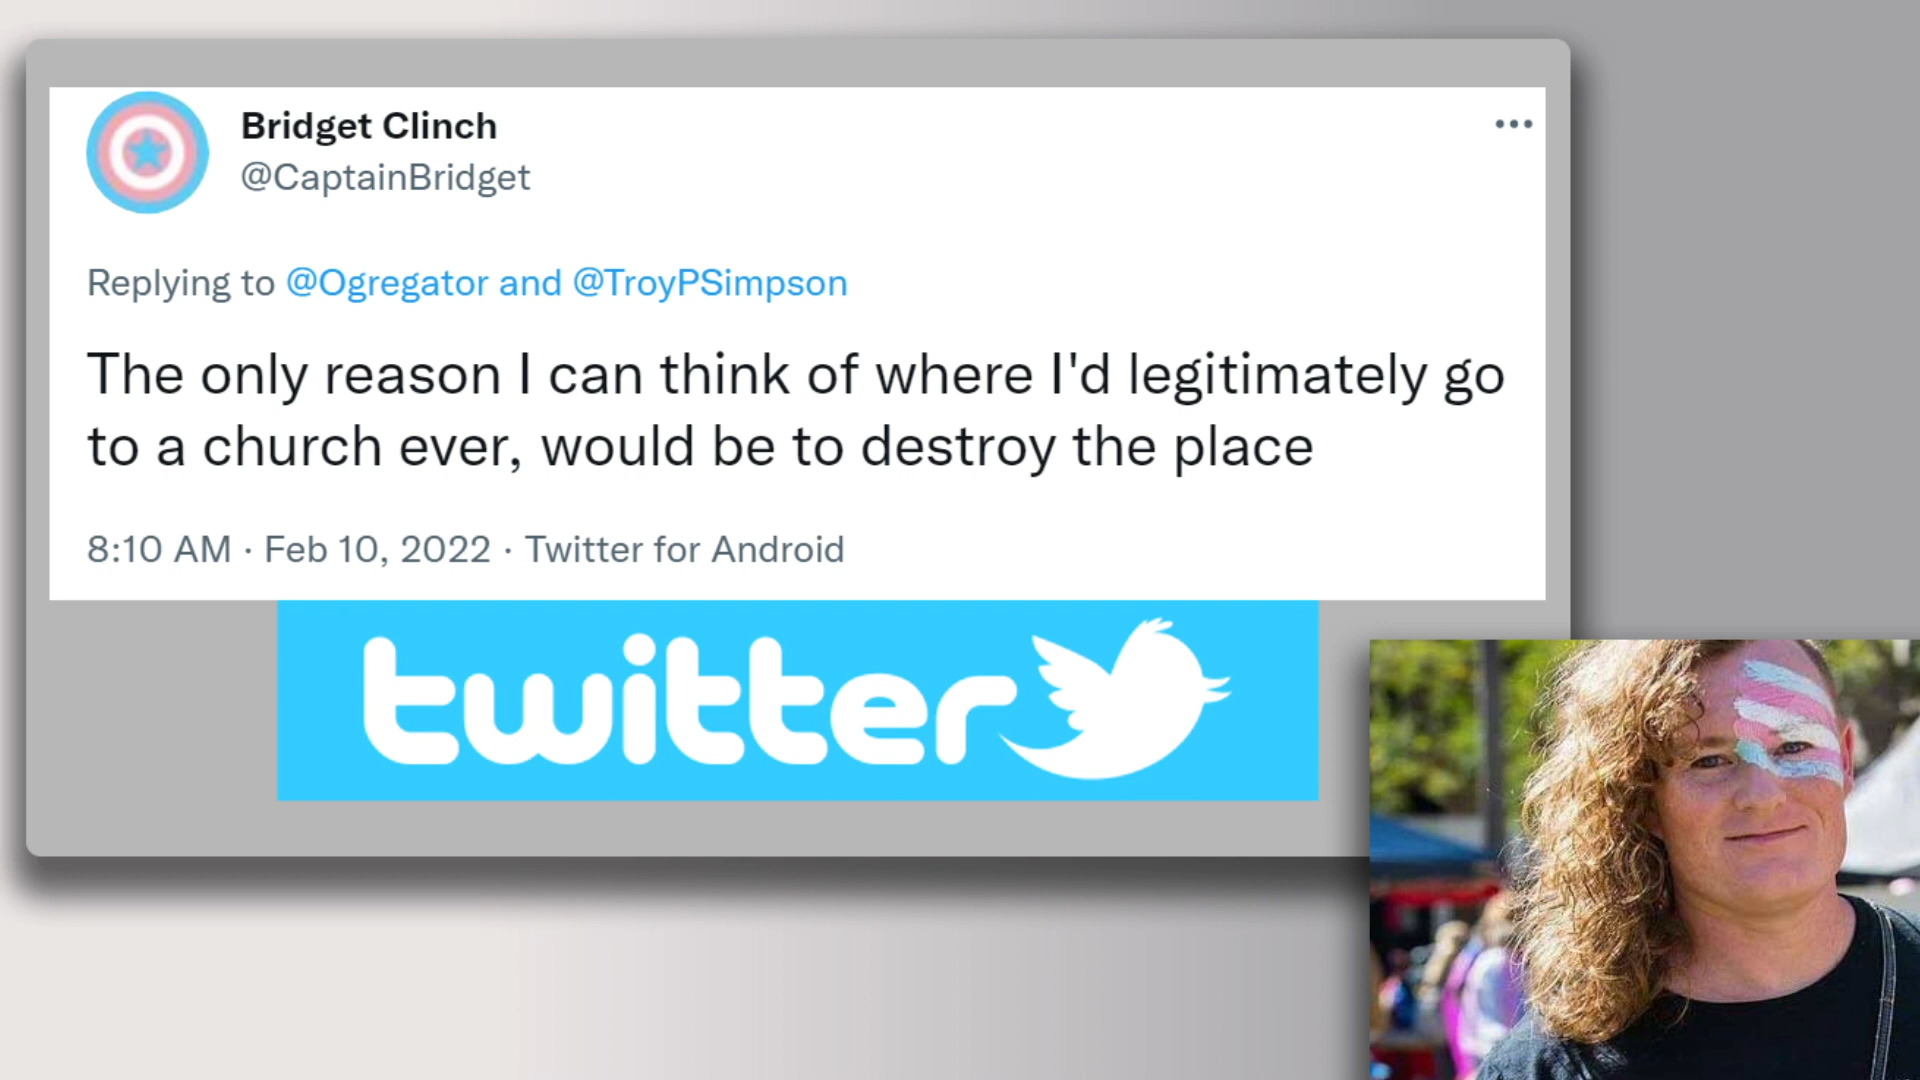 Bridget Clinch
@CaptainBridget
Replying to @Ogregator and @TroyPSimpson
The only reason I can think of where I'd legitimately go
to a church ever, would be to destroy the place
8:10 AM · Feb 10, 2022 · Twitter for Android
twitter